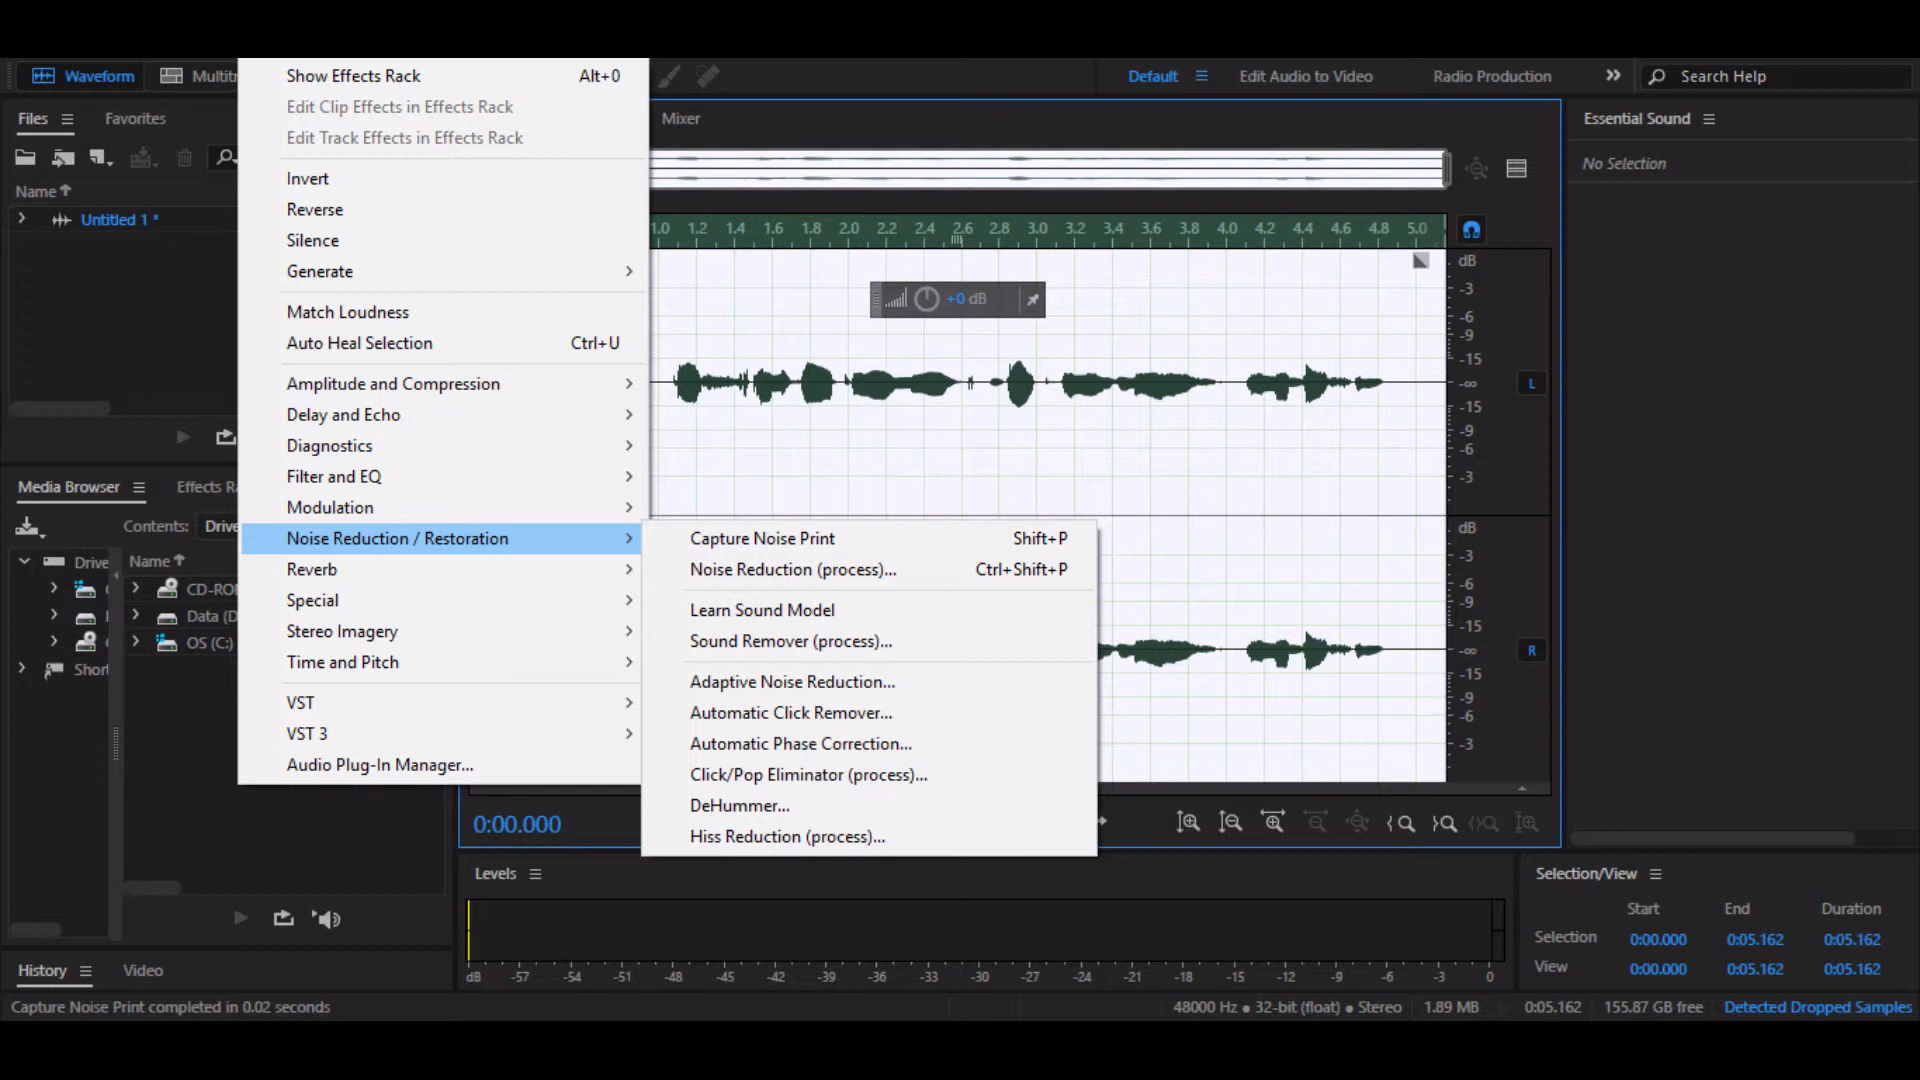 Waveform
Default
Edit Audio to Video
Radio Production
Search Help
Files
Favorites
Name
Untitled 1 *
Show Effects Rack Alt+0
Edit Clip Effects in Effects Rack
Edit Track Effects in Effects Rack
Invert
Reverse
Silence
Generate
Match Loudness
Auto Heal Selection Ctrl+U
Amplitude and Compression
Delay and Echo
Diagnostics
Filter and EQ
Modulation
Noise Reduction / Restoration
Reverb
Special
Stereo Imagery
Time and Pitch
VST
VST 3
Audio Plug-In Manager...
Capture Noise Print Shift+P
Noise Reduction (process)... Ctrl+Shift+P
Learn Sound Model
Sound Remover (process)...
Adaptive Noise Reduction...
Automatic Click Remover...
Automatic Phase Correction...
Click/Pop Eliminator (process)...
DeHummer...
Hiss Reduction (process)...
Mixer
1.0 1.2 1.4 1.6 1.8 2.0 2.2 2.4 2.6 2.8 3.0 3.2 3.4 3.6 3.8 4.0 4.2 4.4 4.6 4.8 5.0
+0 dB
dB
-3
-6
-9
-15
-∞
-15
-9
-6
-3
L
dB
-3
-6
-9
-15
-∞
-15
-9
-6
-3
R
Essential Sound
No Selection
Media Browser
Contents:
Name
Data (D
OS (C:)
0:00.000
Levels
dB -57 -54 -51 -48 -45 -42 -39 -36 -33 -30 -27 -24 -21 -18 -15 -12 -9 -6 -3 0
Selection/View
Start End Duration
Selection 0:00.000 0:05.162 0:05.162
View 0:00.000 0:05.162 0:05.162
History
Video
Capture Noise Print completed in 0.02 seconds
48000 Hz ● 32-bit (float) ● Stereo
1.89 MB
0:05.162
155.87 GB free
Detected Dropped Samples